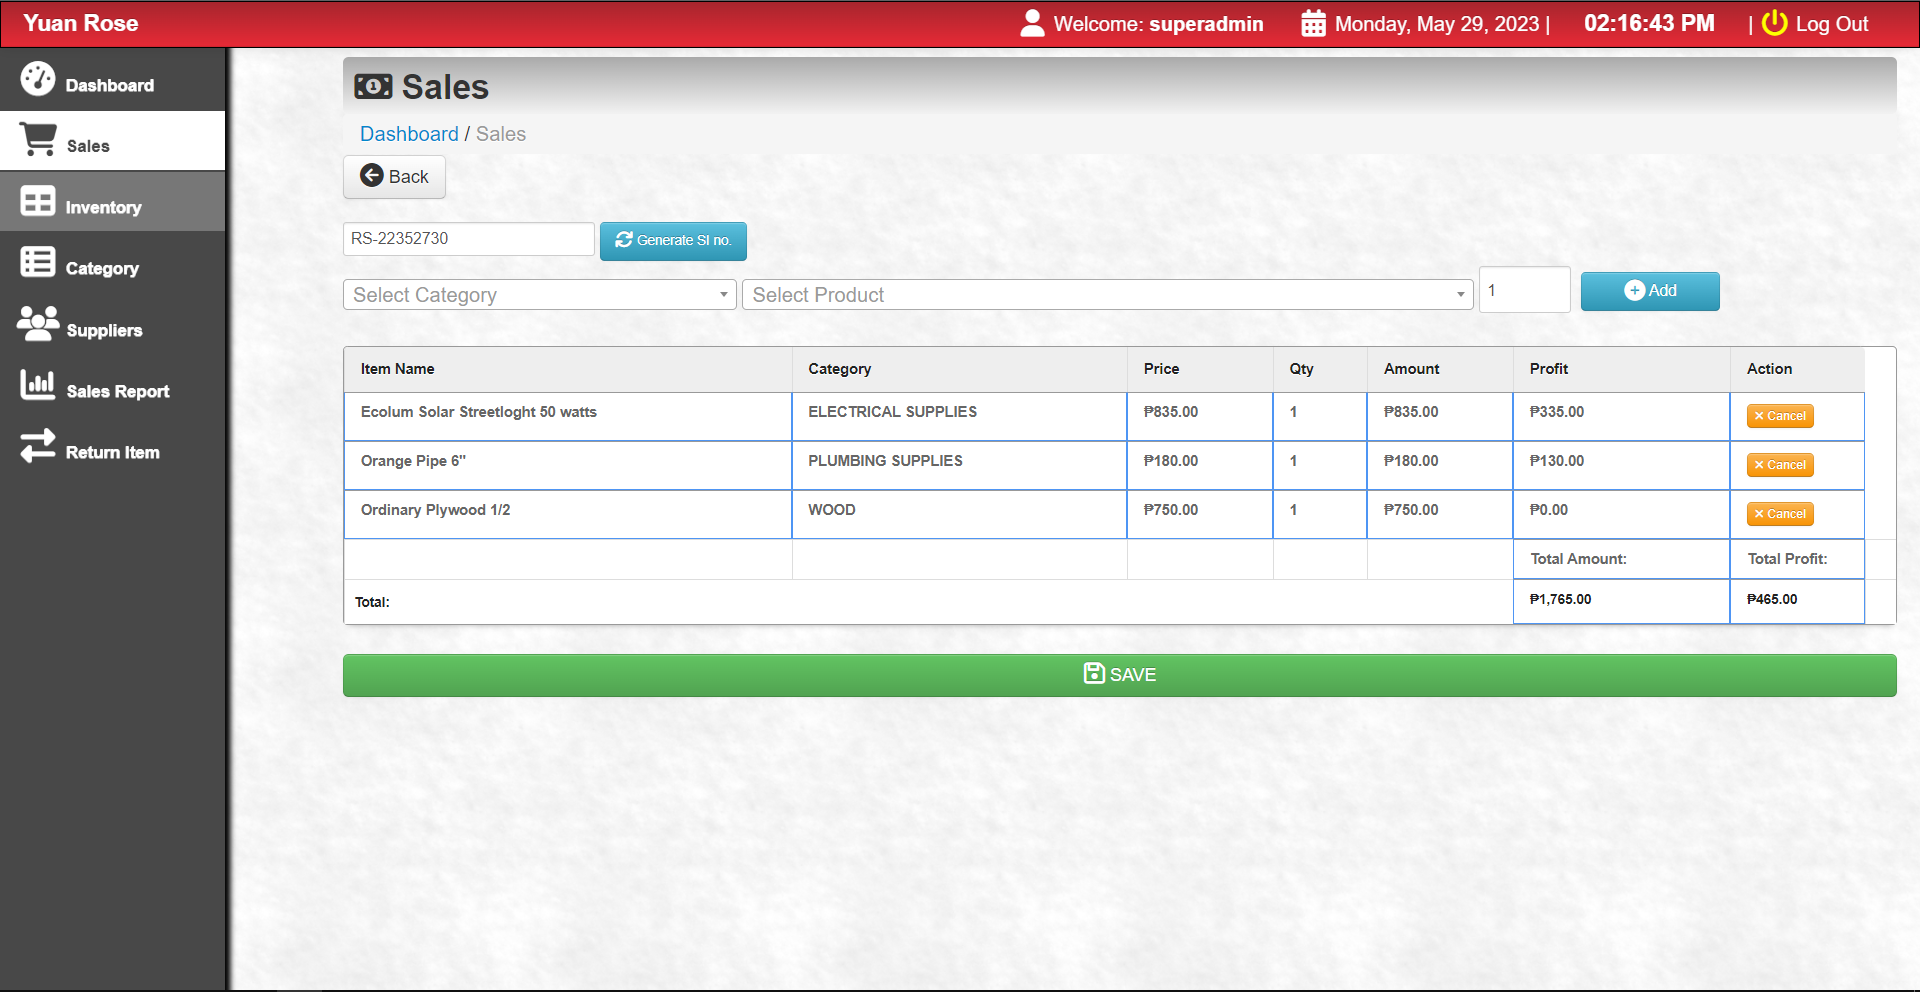 Yuan Rose Welcome: superadmin Monday, May 29, 2023 | 02:16:43 PM | Log Out
Dashboard
Sales
Inventory
Category
Suppliers
Sales Report
Return Item
Sales
Dashboard / Sales
Back
RS-22352730 Generate SI no.
Select Category Select Product 1 Add
Item Name Category Price Qty Amount Profit Action
Ecolum Solar Streetloght 50 watts ELECTRICAL SUPPLIES ₱835.00 1 ₱835.00 ₱335.00 Cancel
Orange Pipe 6" PLUMBING SUPPLIES ₱180.00 1 ₱180.00 ₱130.00 Cancel
Ordinary Plywood 1/2 WOOD ₱750.00 1 ₱750.00 ₱0.00 Cancel
Total Amount: Total Profit:
Total: ₱1,765.00 ₱465.00
SAVE